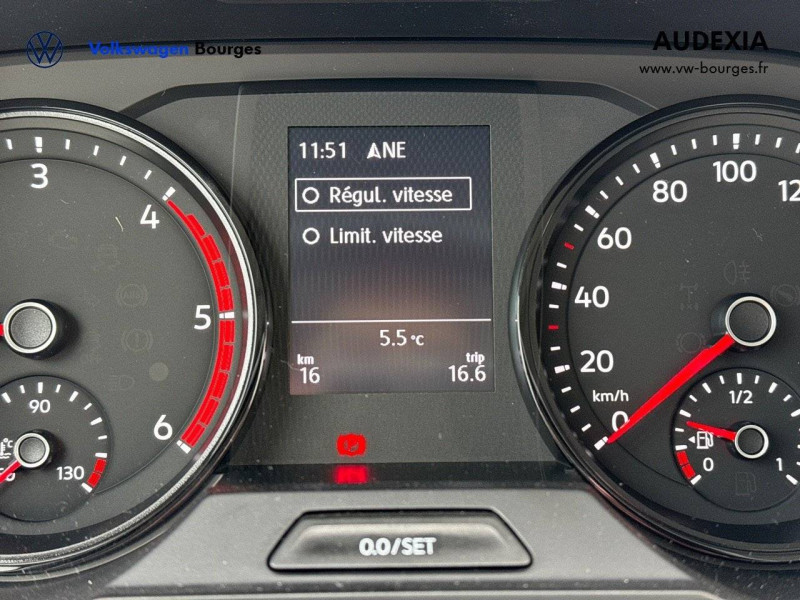 Volkswagen Bourges
AUDEXIA
www.vw-bourges.fr
11:51 NE
Régul. vitesse
Limit. vitesse
5.5 °C
km trip
16 16.6
3
4
5
6
90
130
0
20
40
60
80
100
km/h
0
1/2
1
0.0/SET